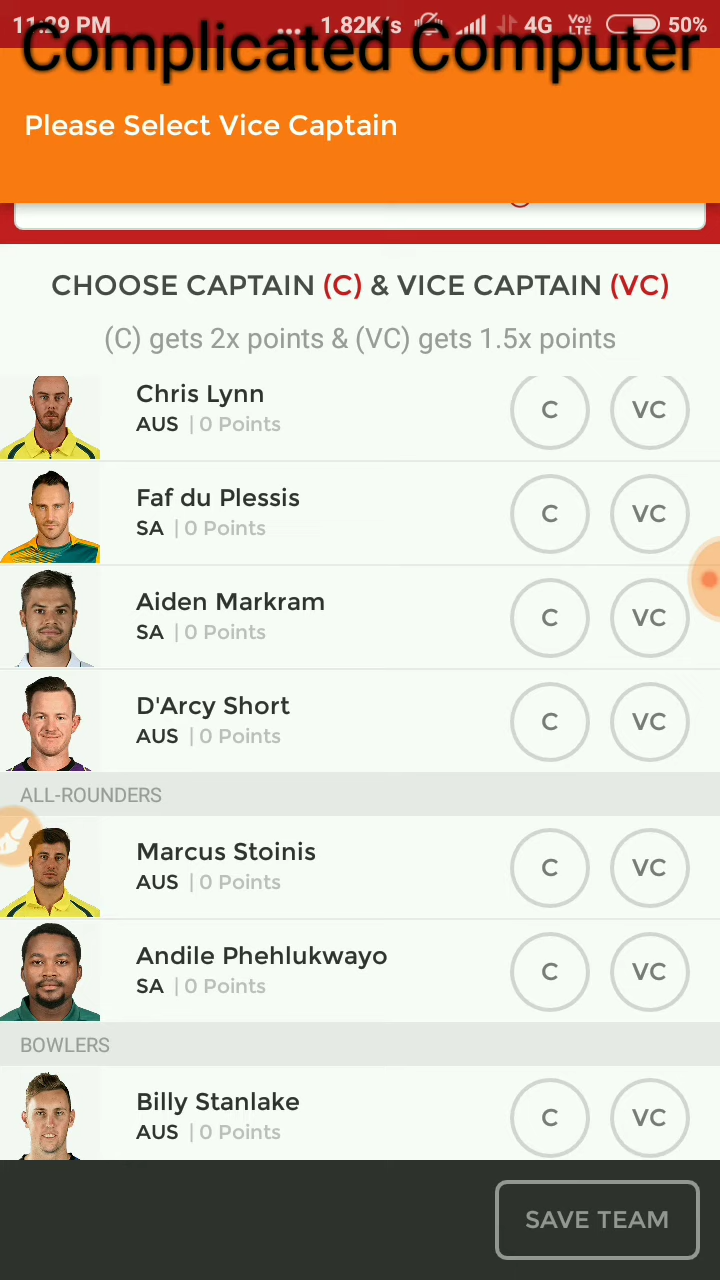 11:29 PM ... 1.82K/s 4G Vo) LTE 50%
Complicated Computer
Please Select Vice Captain
CHOOSE CAPTAIN (C) & VICE CAPTAIN (VC)
(C) gets 2x points & (VC) gets 1.5x points
Chris Lynn
AUS | 0 Points
C VC
Faf du Plessis
SA | 0 Points
C VC
Aiden Markram
SA | 0 Points
C VC
D'Arcy Short
AUS | 0 Points
C VC
ALL-ROUNDERS
Marcus Stoinis
AUS | 0 Points
C VC
Andile Phehlukwayo
SA | 0 Points
C VC
BOWLERS
Billy Stanlake
AUS | 0 Points
C VC
SAVE TEAM